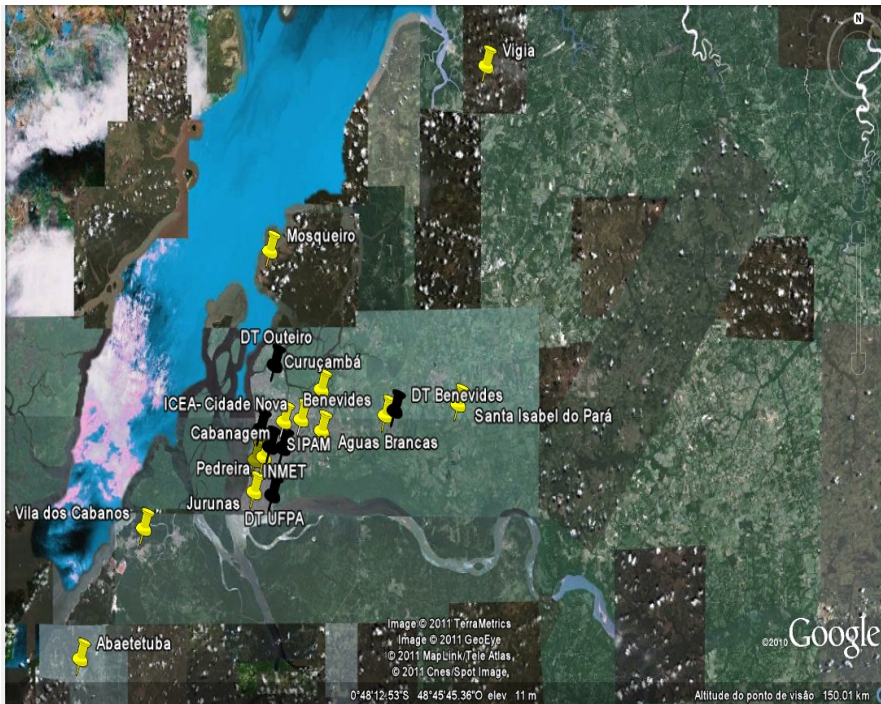 N
Vigia
Mosqueiro
DT Outeiro
Curuçambá
ICEA- Cidade Nova
Benevides
DT Benevides
Santa Isabel do Pará
Cabanagem
SIPAM
Aguas Brancas
Pedreira
INMET
Jurunas
DT UFPA
Vila dos Cabanos
Abaetetuba
Image © 2011 TerraMetrics
Image © 2011 GeoEye
© 2011 MapLink/Tele Atlas
© 2011 Cnes/Spot Image
©2010 Google
0°48'12.53"S 48°45'45.36"O elev 11 m
Altitude do ponto de visão 150.01 km